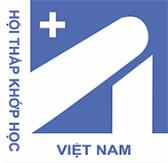 HỘI THẤP KHỚP HỌC
VIỆT NAM